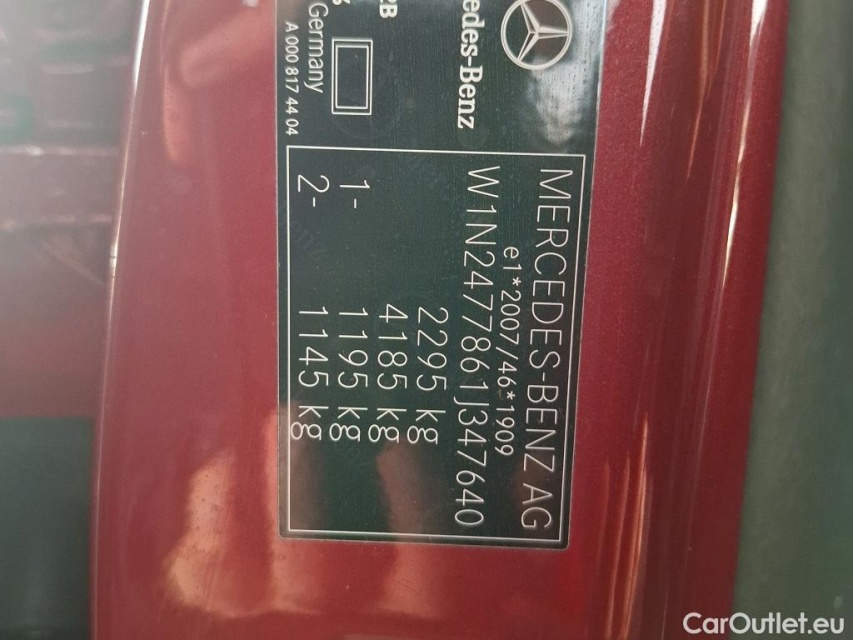 MERCEDES-BENZ AG
e1*2007/46*1909
W1N2477861J347640
2295 kg
4185 kg
1- 1195 kg
2- 1145 kg
edes-Benz
Germany
A 000 817 44 04
CarOutlet.eu